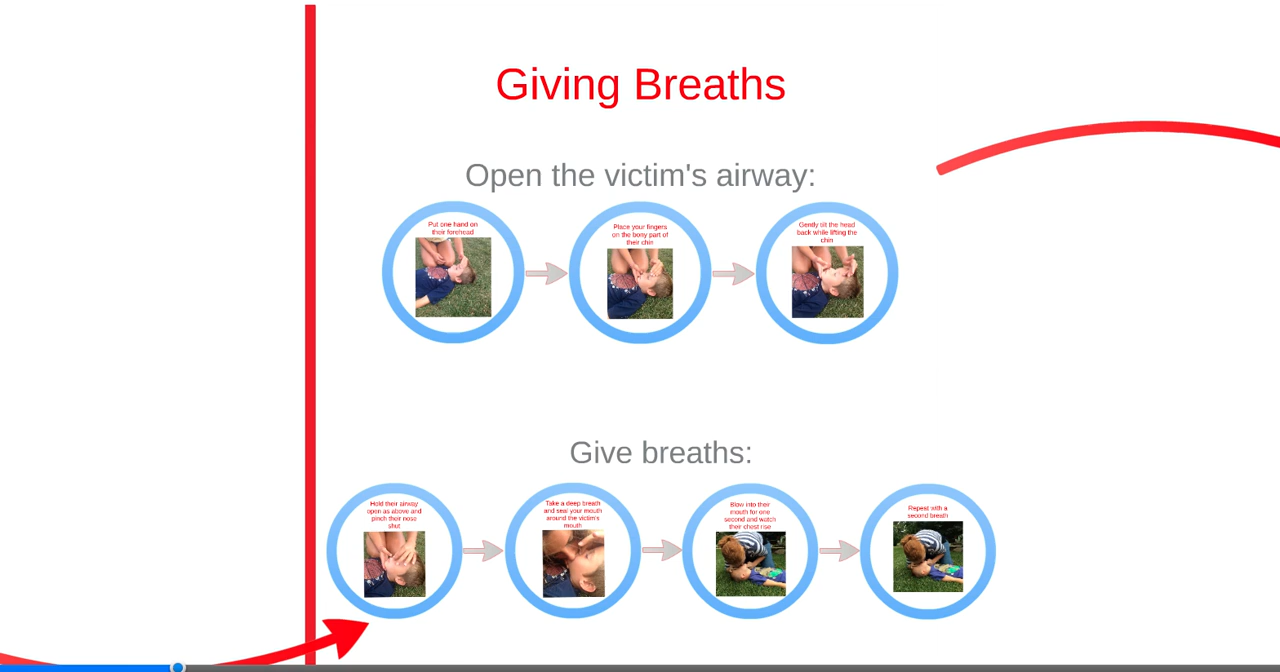 Giving Breaths
Open the victim's airway:
Put one hand on
their forehead
Place your fingers
on the bony part of
their chin
Gently tilt the head
back while lifting the
chin
Give breaths:
Hold their airway
open as above and
pinch their nose
shut
Take a deep breath
and seal your mouth
around the victim's
mouth
Blow into their
mouth for one
second and watch
their chest rise
Repeat with a
second breath